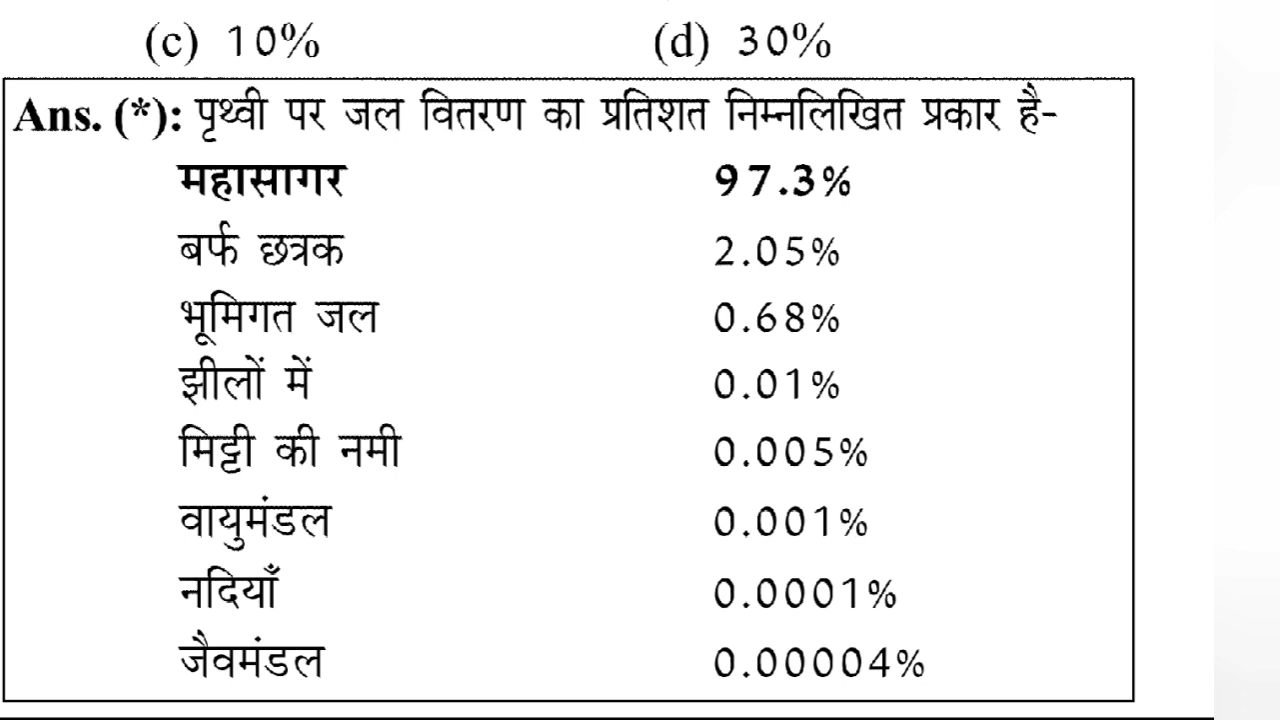 (c) 10% (d) 30%
Ans. (*): पृथ्वी पर जल वितरण का प्रतिशत निम्नलिखित प्रकार है-
महासागर 97.3%
बर्फ छत्रक 2.05%
भूमिगत जल 0.68%
झीलों में 0.01%
मिट्टी की नमी 0.005%
वायुमंडल 0.001%
नदियाँ 0.0001%
जैवमंडल 0.00004%